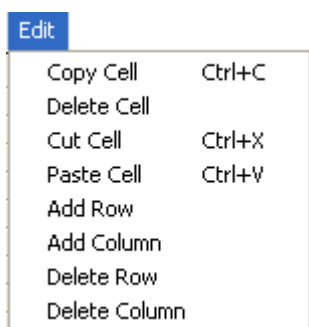 Edit
Copy Cell Ctrl+C
Delete Cell
Cut Cell Ctrl+X
Paste Cell Ctrl+V
Add Row
Add Column
Delete Row
Delete Column